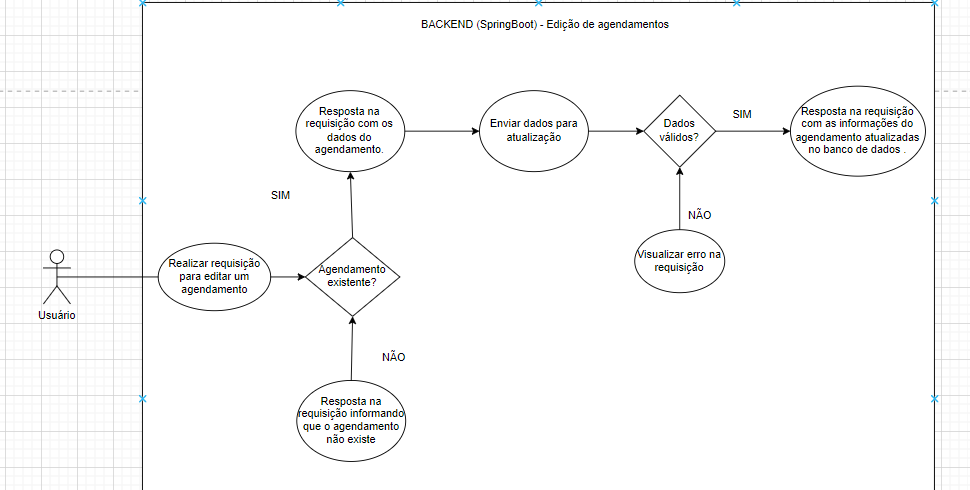 BACKEND (SpringBoot) - Edição de agendamentos
Resposta na
requisição com os
dados do
agendamento.
Enviar dados para
atualização
Dados
válidos?
SIM
Resposta na requisição
com as informações do
agendamento atualizadas
no banco de dados .
SIM
NÃO
Visualizar erro na
requisição
Usuário
Realizar requisição
para editar um
agendamento
Agendamento
existente?
NÃO
Resposta na
requisição informando
que o agendamento
não existe